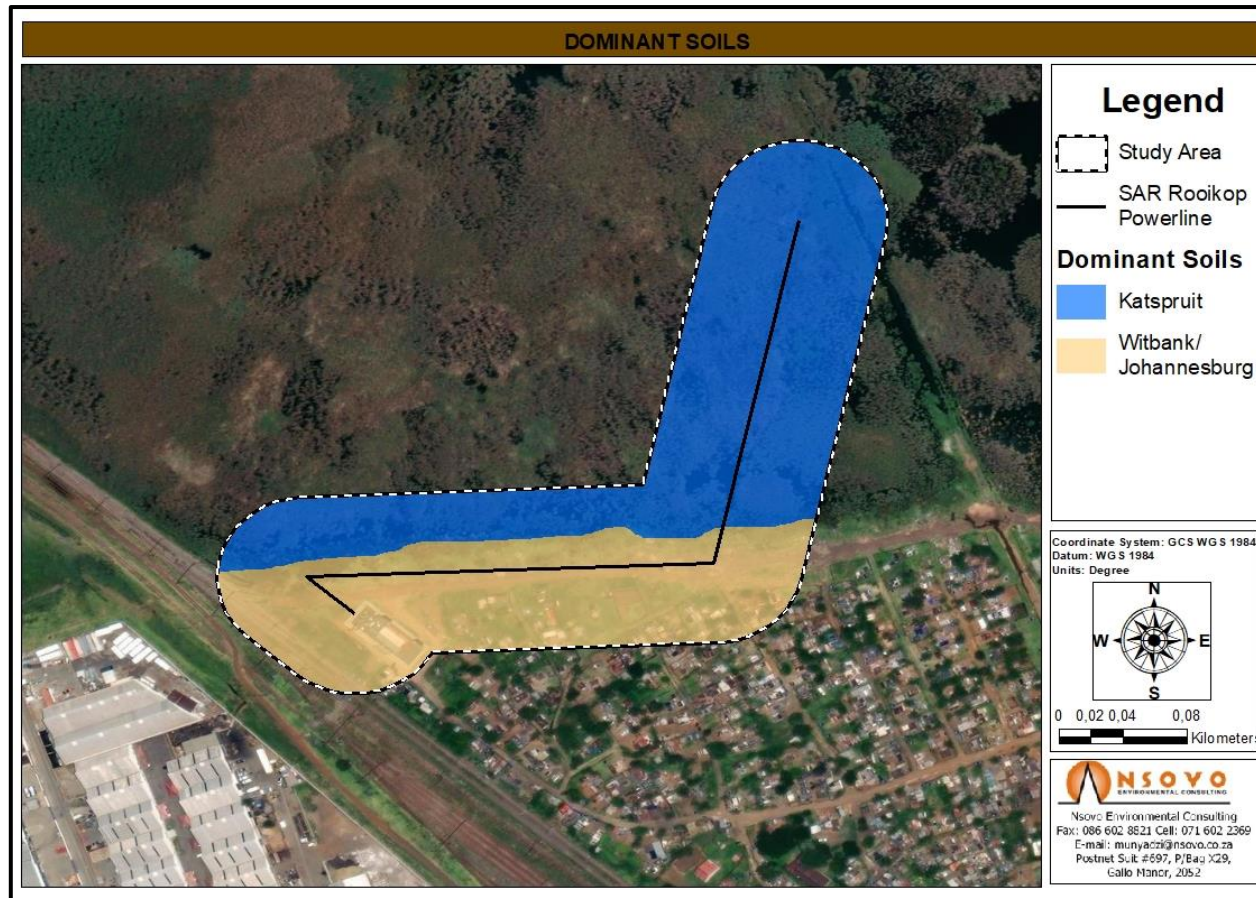 DOMINANT SOILS
Legend
Study Area
SAR Rooikop
Powerline
Dominant Soils
Katspruit
Witbank/
Johannesburg
Coordinate System: GCS WGS 1984
Datum: WGS 1984
Units: Degree
N
W E
S
0 0,02 0,04 0,08
Kilometers
NSOVO
ENVIRONMENTAL CONSULTING
Nsovo Environmental Consulting
Fax: 086 602 8821 Cell: 071 602 2369
E-mail: munyadzi@nsovo.co.za
Postnet Suit #697, P/Bag X29,
Gallo Manor, 2052